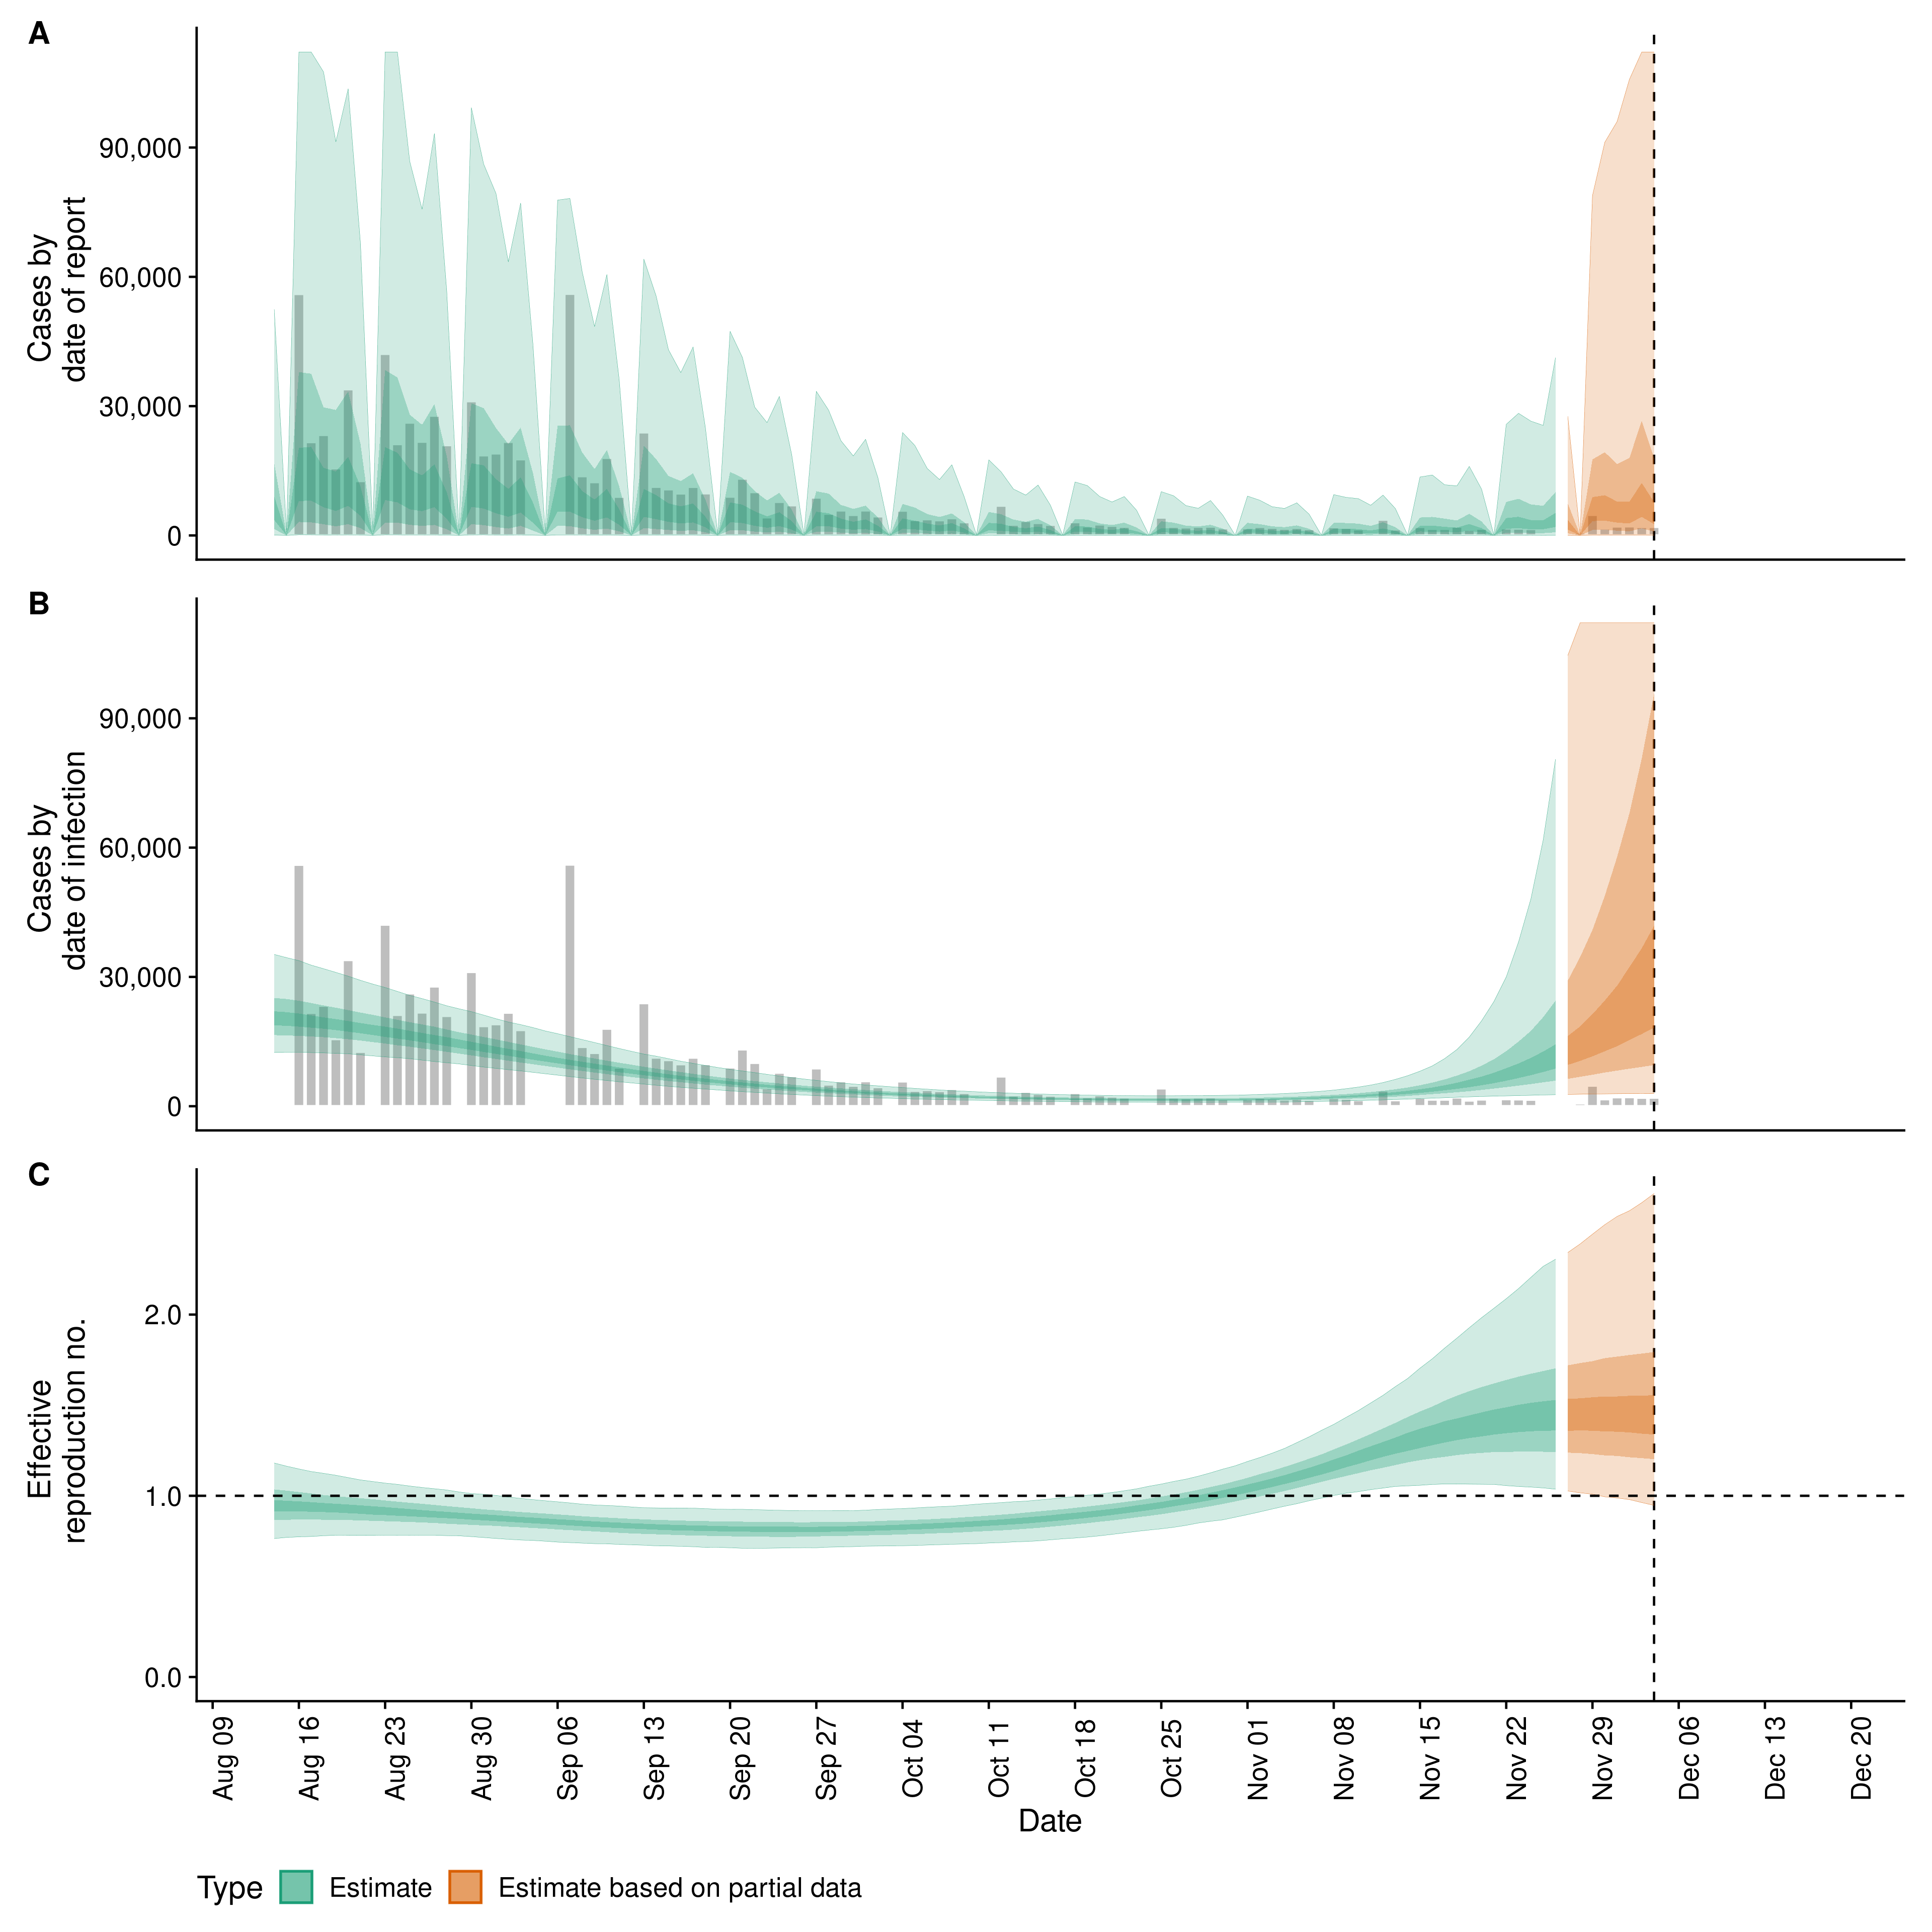 A
Cases by
date of report
90,000
60,000
30,000
0
B
Cases by
date of infection
90,000
60,000
30,000
0
C
Effective
reproduction no.
2.0
1.0
0.0
Aug 09
Aug 16
Aug 23
Aug 30
Sep 06
Sep 13
Sep 20
Sep 27
Oct 04
Oct 11
Oct 18
Oct 25
Nov 01
Nov 08
Nov 15
Nov 22
Nov 29
Dec 06
Dec 13
Dec 20
Date
Type
Estimate
Estimate based on partial data